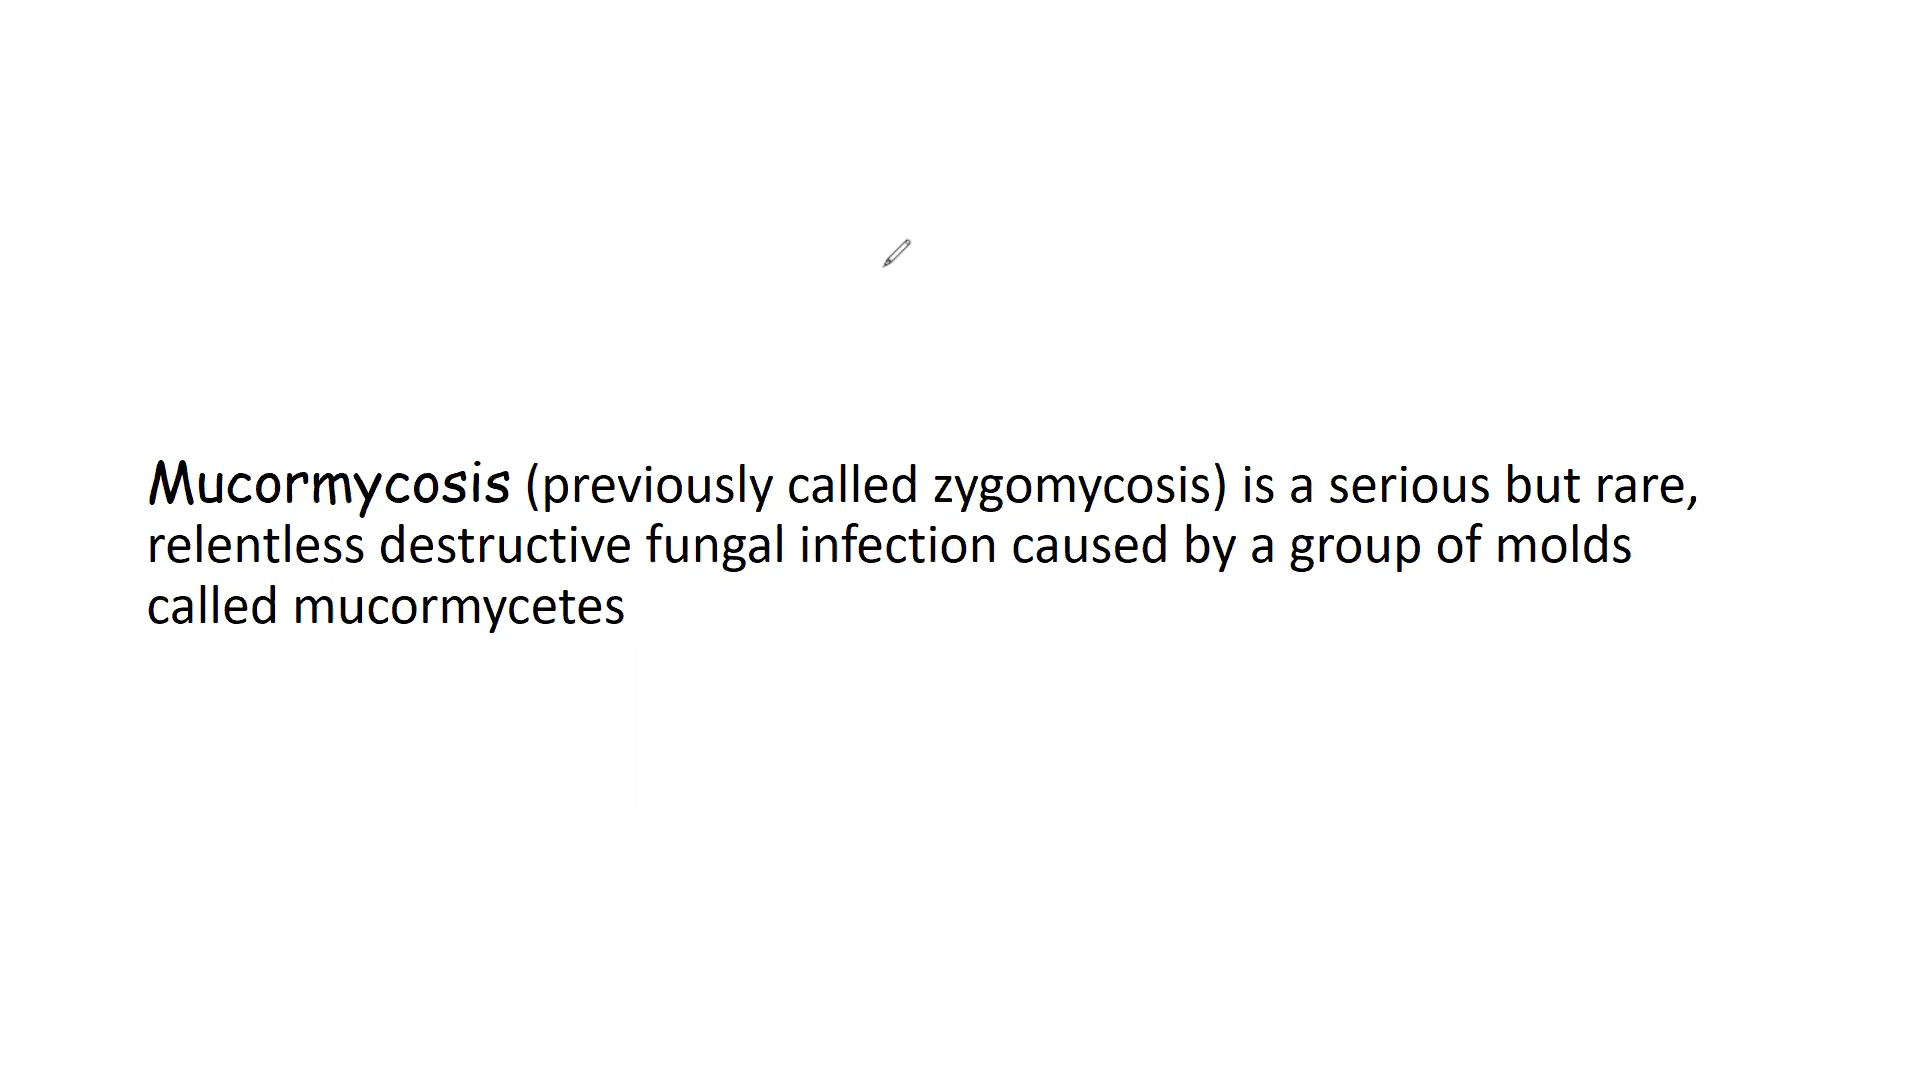 Mucormycosis (previously called zygomycosis) is a serious but rare,
relentless destructive fungal infection caused by a group of molds
called mucormycetes